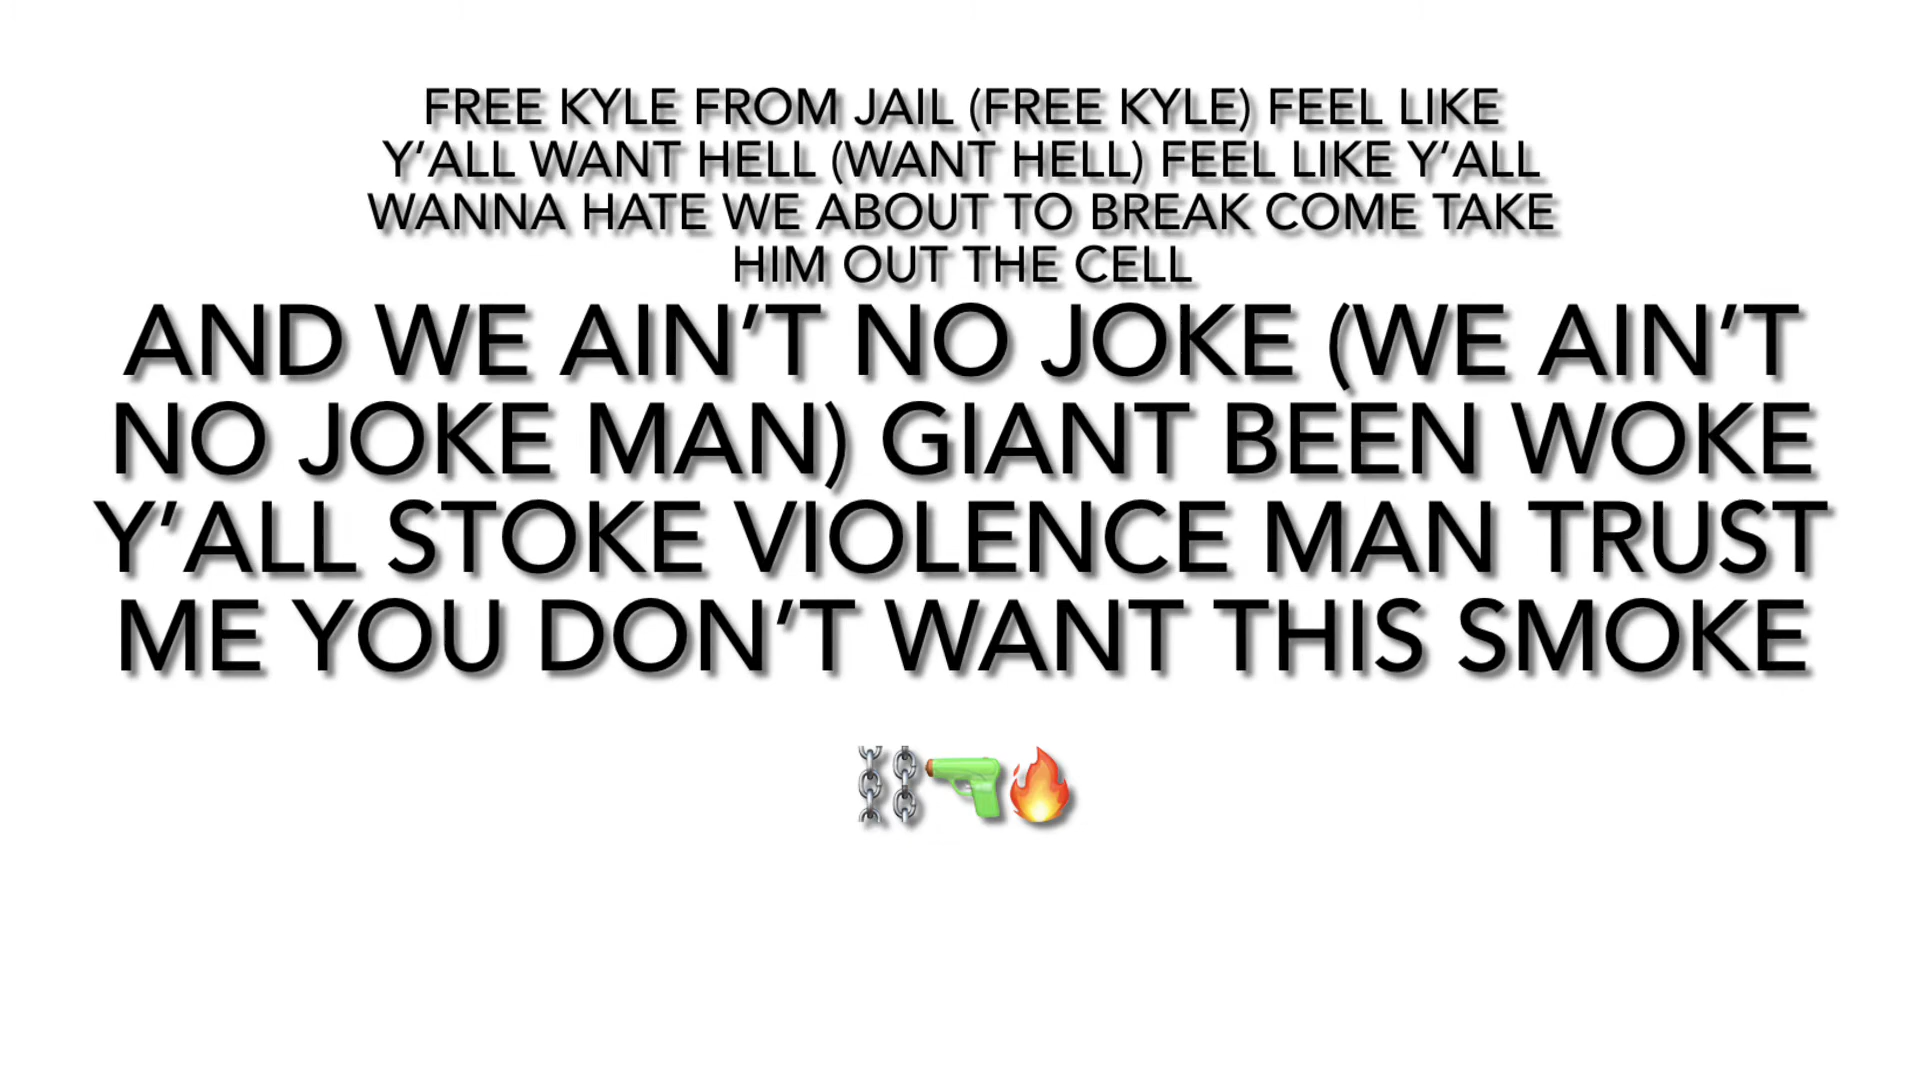 FREE KYLE FROM JAIL (FREE KYLE) FEEL LIKE
Y‘ALL WANT HELL (WANT HELL) FEEL LIKE Y’ALL
WANNA HATE WE ABOUT TO BREAK COME TAKE
HIM OUT THE CELL
AND WE AIN’T NO JOKE (WE AIN’T
NO JOKE MAN) GIANT BEEN WOKE
Y’ALL STOKE VIOLENCE MAN TRUST
ME YOU DON’T WANT THIS SMOKE
⛓🔫🔥